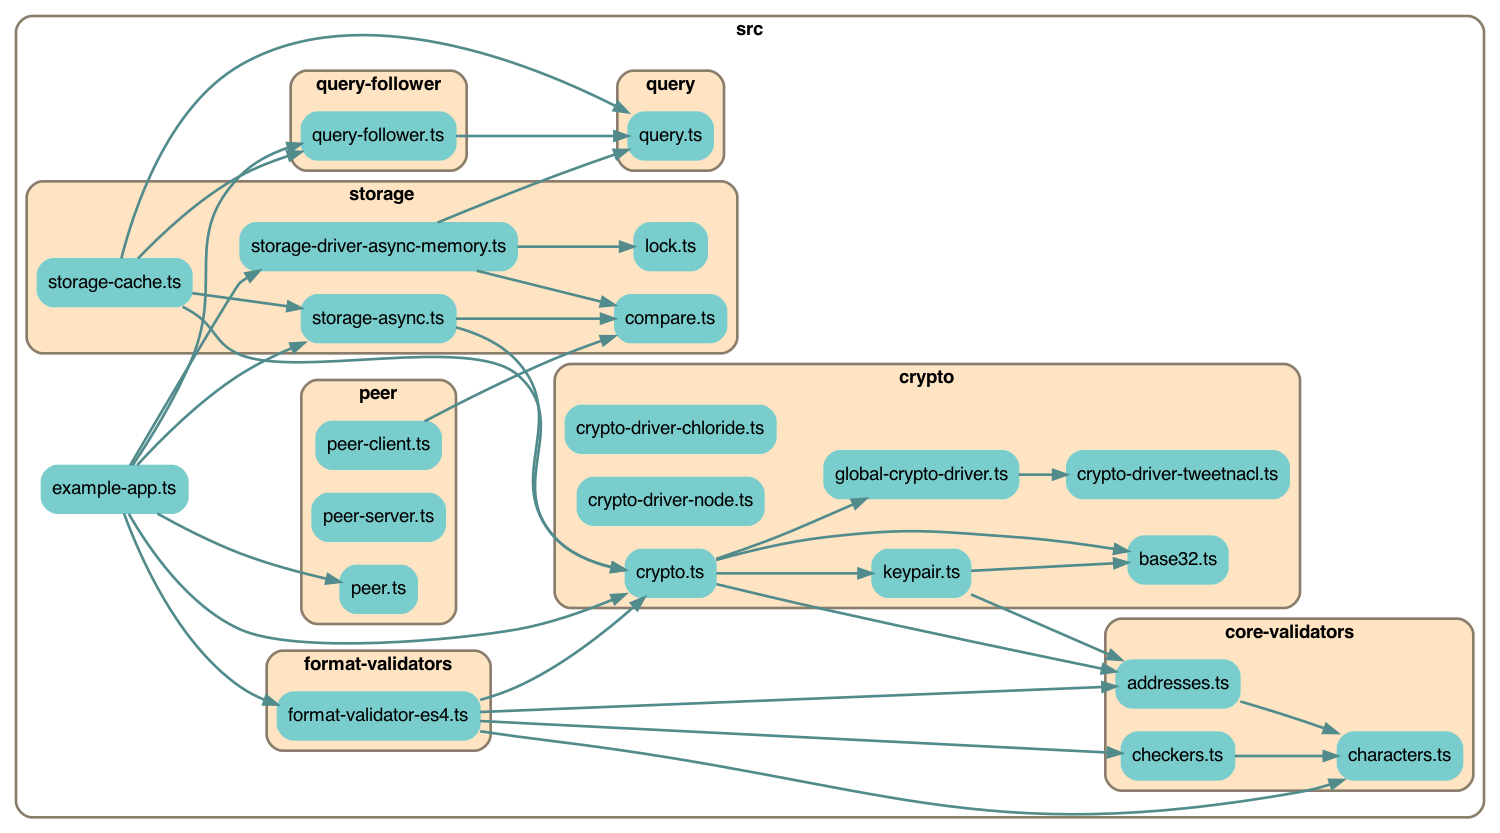 src
query-follower
query
query-follower.ts
query.ts
storage
storage-driver-async-memory.ts
lock.ts
storage-cache.ts
storage-async.ts
compare.ts
peer
crypto
peer-client.ts
crypto-driver-chloride.ts
example-app.ts
global-crypto-driver.ts
crypto-driver-tweetnacl.ts
peer-server.ts
crypto-driver-node.ts
peer.ts
crypto.ts
keypair.ts
base32.ts
format-validators
core-validators
format-validator-es4.ts
addresses.ts
checkers.ts
characters.ts